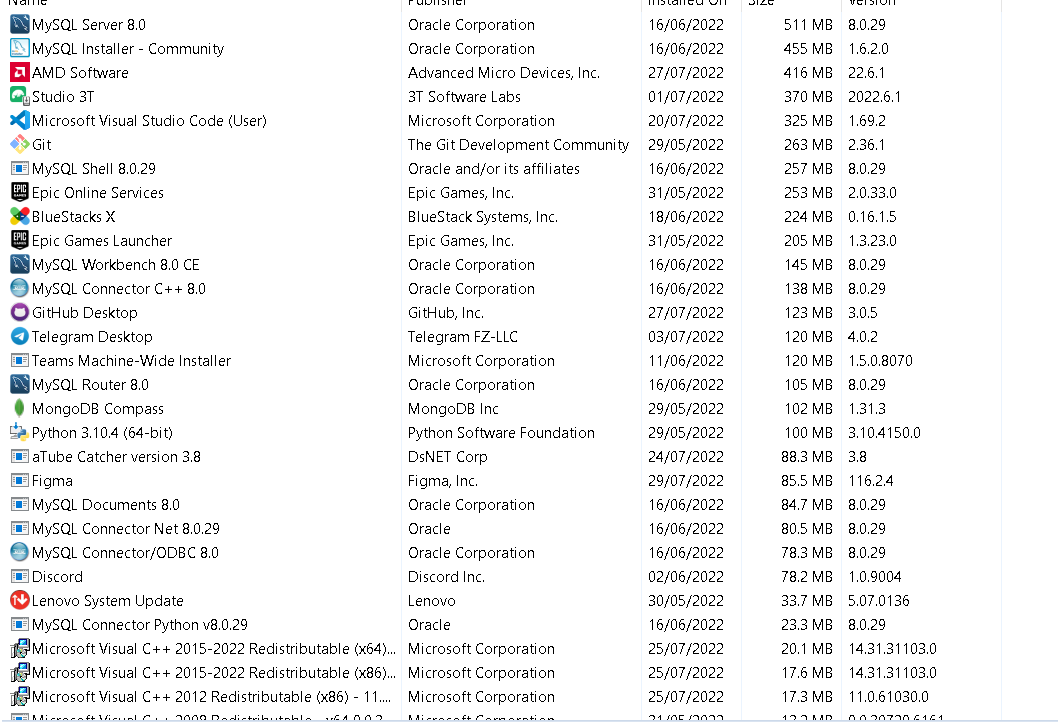 Name Publisher Installed On Size Version
MySQL Server 8.0 Oracle Corporation 16/06/2022 511 MB 8.0.29
MySQL Installer - Community Oracle Corporation 16/06/2022 455 MB 1.6.2.0
AMD Software Advanced Micro Devices, Inc. 27/07/2022 416 MB 22.6.1
Studio 3T 3T Software Labs 01/07/2022 370 MB 2022.6.1
Microsoft Visual Studio Code (User) Microsoft Corporation 20/07/2022 325 MB 1.69.2
Git The Git Development Community 29/05/2022 263 MB 2.36.1
MySQL Shell 8.0.29 Oracle and/or its affiliates 16/06/2022 257 MB 8.0.29
Epic Online Services Epic Games, Inc. 31/05/2022 253 MB 2.0.33.0
BlueStacks X BlueStack Systems, Inc. 18/06/2022 224 MB 0.16.1.5
Epic Games Launcher Epic Games, Inc. 31/05/2022 205 MB 1.3.23.0
MySQL Workbench 8.0 CE Oracle Corporation 16/06/2022 145 MB 8.0.29
MySQL Connector C++ 8.0 Oracle Corporation 16/06/2022 138 MB 8.0.29
GitHub Desktop GitHub, Inc. 27/07/2022 123 MB 3.0.5
Telegram Desktop Telegram FZ-LLC 03/07/2022 120 MB 4.0.2
Teams Machine-Wide Installer Microsoft Corporation 11/06/2022 120 MB 1.5.0.8070
MySQL Router 8.0 Oracle Corporation 16/06/2022 105 MB 8.0.29
MongoDB Compass MongoDB Inc 29/05/2022 102 MB 1.31.3
Python 3.10.4 (64-bit) Python Software Foundation 29/05/2022 100 MB 3.10.4150.0
aTube Catcher version 3.8 DsNET Corp 24/07/2022 88.3 MB 3.8
Figma Figma, Inc. 29/07/2022 85.5 MB 116.2.4
MySQL Documents 8.0 Oracle Corporation 16/06/2022 84.7 MB 8.0.29
MySQL Connector Net 8.0.29 Oracle 16/06/2022 80.5 MB 8.0.29
MySQL Connector/ODBC 8.0 Oracle Corporation 16/06/2022 78.3 MB 8.0.29
Discord Discord Inc. 02/06/2022 78.2 MB 1.0.9004
Lenovo System Update Lenovo 30/05/2022 33.7 MB 5.07.0136
MySQL Connector Python v8.0.29 Oracle 16/06/2022 23.3 MB 8.0.29
Microsoft Visual C++ 2015-2022 Redistributable (x64)... Microsoft Corporation 25/07/2022 20.1 MB 14.31.31103.0
Microsoft Visual C++ 2015-2022 Redistributable (x86)... Microsoft Corporation 25/07/2022 17.6 MB 14.31.31103.0
Microsoft Visual C++ 2012 Redistributable (x86) - 11.... Microsoft Corporation 25/07/2022 17.3 MB 11.0.61030.0
Microsoft Visual C++ 2008 Redistributable - x64 9.0.3... Microsoft Corporation 31/05/2022 13.2 MB